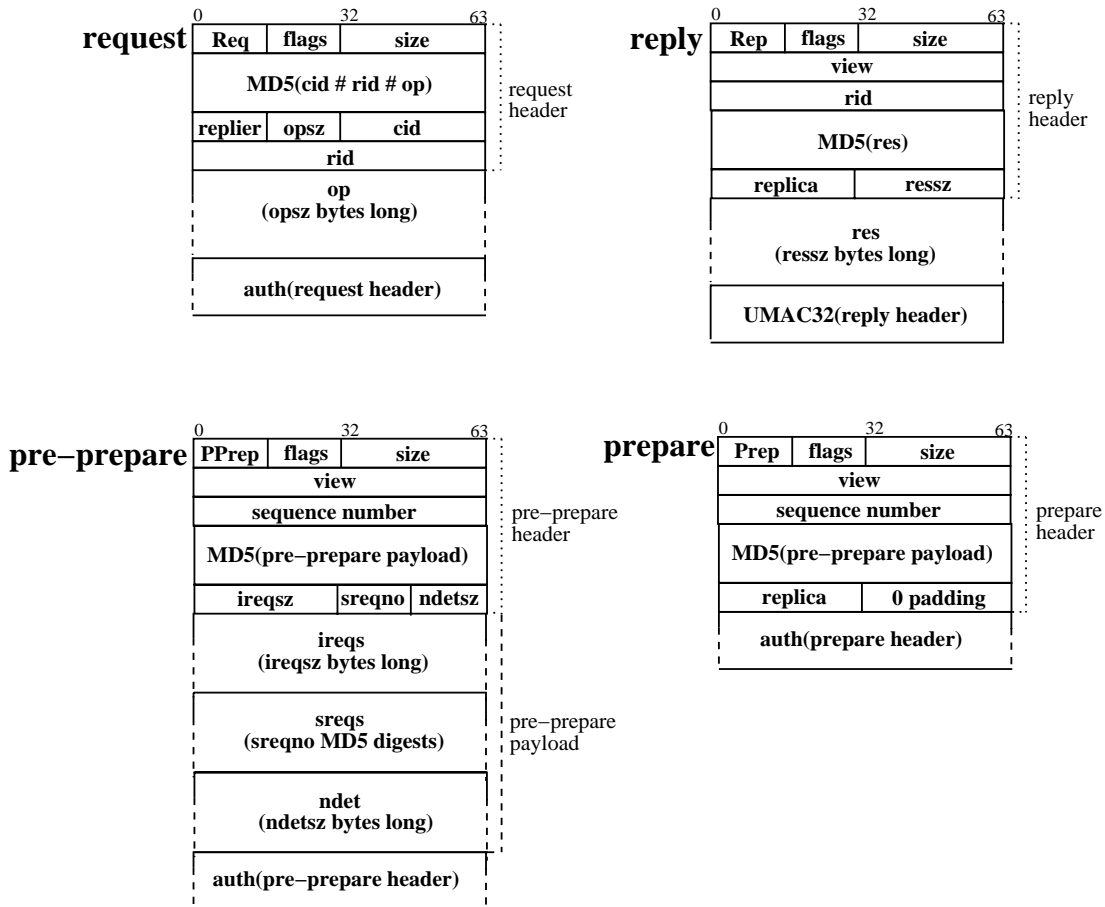 0 32 63
request Req flags size
MD5(cid # rid # op)
request
header
replier opsz cid
rid
op
(opsz bytes long)
auth(request header)
0 32 63
reply Rep flags size
view
rid
reply
header
MD5(res)
replica ressz
res
(ressz bytes long)
UMAC32(reply header)
0 32 63
pre−prepare PPrep flags size
view
sequence number
pre−prepare
header
MD5(pre−prepare payload)
ireqsz sreqno ndetsz
ireqs
(ireqsz bytes long)
sreqs
(sreqno MD5 digests)
pre−prepare
payload
ndet
(ndetsz bytes long)
auth(pre−prepare header)
0 32 63
prepare Prep flags size
view
sequence number
prepare
header
MD5(pre−prepare payload)
replica 0 padding
auth(prepare header)